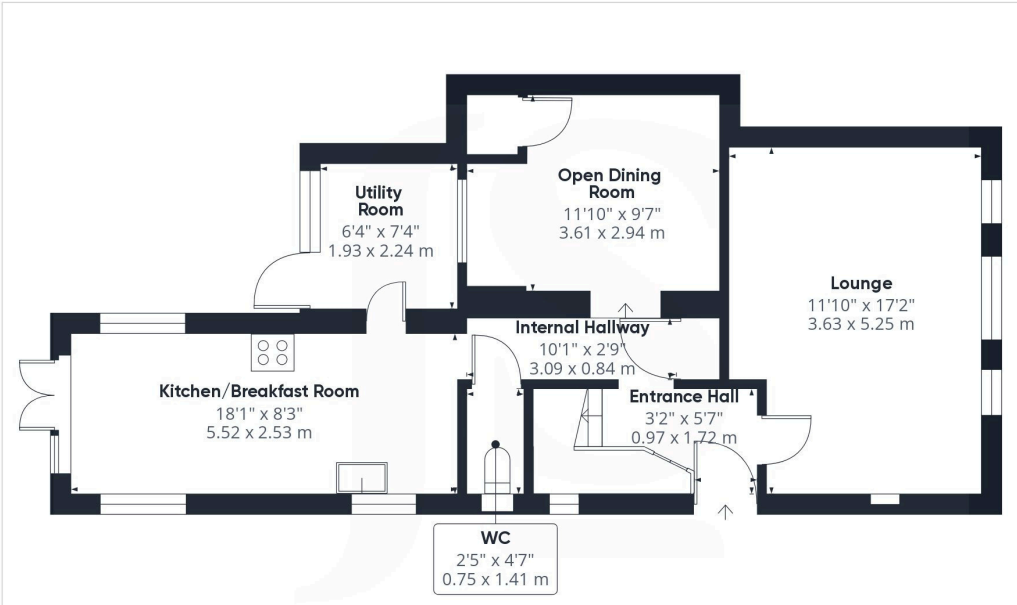 Open Dining
Room
11'10" x 9'7"
3.61 x 2.94 m
Utility
Room
6'4" x 7'4"
1.93 x 2.24 m
Lounge
11'10" x 17'2"
3.63 x 5.25 m
Internal Hallway
10'1" x 2'9"
3.09 x 0.84 m
Kitchen/Breakfast Room
18'1" x 8'3"
5.52 x 2.53 m
Entrance Hall
3'2" x 5'7"
0.97 x 1.72 m
WC
2'5" x 4'7"
0.75 x 1.41 m
JS